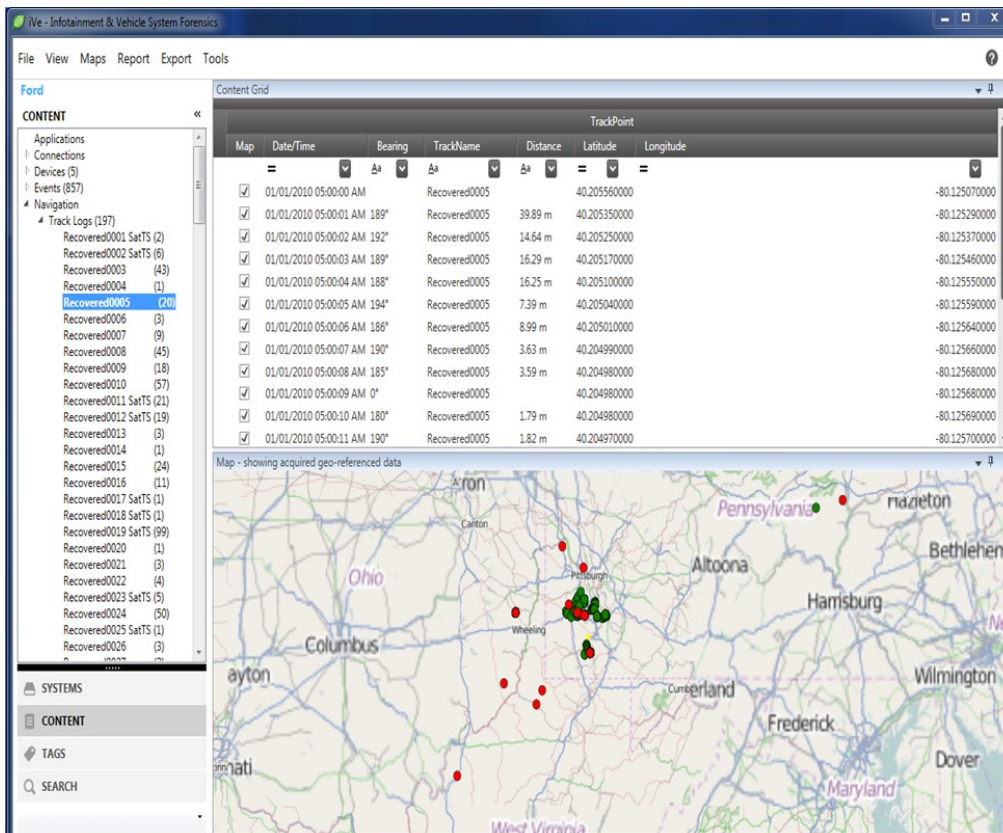 iVe - Infotainment & Vehicle System Forensics
File View Maps Report Export Tools
Ford
CONTENT «
Applications
Connections
Devices (5)
Events (857)
Navigation
Track Logs (197)
Recovered0001 SatTS (2)
Recovered0002 SatTS (6)
Recovered0003 (43)
Recovered0004 (1)
Recovered0005 (20)
Recovered0006 (3)
Recovered0007 (9)
Recovered0008 (45)
Recovered0009 (18)
Recovered0010 (57)
Recovered0011 SatTS (21)
Recovered0012 SatTS (19)
Recovered0013 (3)
Recovered0014 (1)
Recovered0015 (24)
Recovered0016 (11)
Recovered0017 SatTS (1)
Recovered0018 SatTS (1)
Recovered0019 SatTS (99)
Recovered0020 (1)
Recovered0021 (3)
Recovered0022 (4)
Recovered0023 SatTS (5)
Recovered0024 (50)
Recovered0025 SatTS (1)
Recovered0026 (3)
SYSTEMS
CONTENT
TAGS
SEARCH
Content Grid
TrackPoint
Map Date/Time Bearing TrackName Distance Latitude Longitude
= Aa Aa Aa = =
01/01/2010 05:00:00 AM Recovered0005 40.205560000 -80.125070000
01/01/2010 05:00:01 AM 189° Recovered0005 39.89 m 40.205350000 -80.125290000
01/01/2010 05:00:02 AM 192° Recovered0005 14.64 m 40.205250000 -80.125370000
01/01/2010 05:00:03 AM 189° Recovered0005 16.29 m 40.205170000 -80.125460000
01/01/2010 05:00:04 AM 188° Recovered0005 16.25 m 40.205100000 -80.125550000
01/01/2010 05:00:05 AM 194° Recovered0005 7.39 m 40.205040000 -80.125590000
01/01/2010 05:00:06 AM 186° Recovered0005 8.99 m 40.205010000 -80.125640000
01/01/2010 05:00:07 AM 190° Recovered0005 3.63 m 40.204990000 -80.125660000
01/01/2010 05:00:08 AM 185° Recovered0005 3.59 m 40.204980000 -80.125680000
01/01/2010 05:00:09 AM 0° Recovered0005 40.204980000 -80.125680000
01/01/2010 05:00:10 AM 180° Recovered0005 1.79 m 40.204980000 -80.125690000
01/01/2010 05:00:11 AM 190° Recovered0005 1.82 m 40.204970000 -80.125700000
Map - showing acquired geo-referenced data
Canton
Pennsylvania
Bethlehem
Ohio
Pittsburgh
Altoona
Harrisburg
Wheeling
Columbus
ayton
Wilmington
Frederick
nati
Dover
Maryland
West Virginia